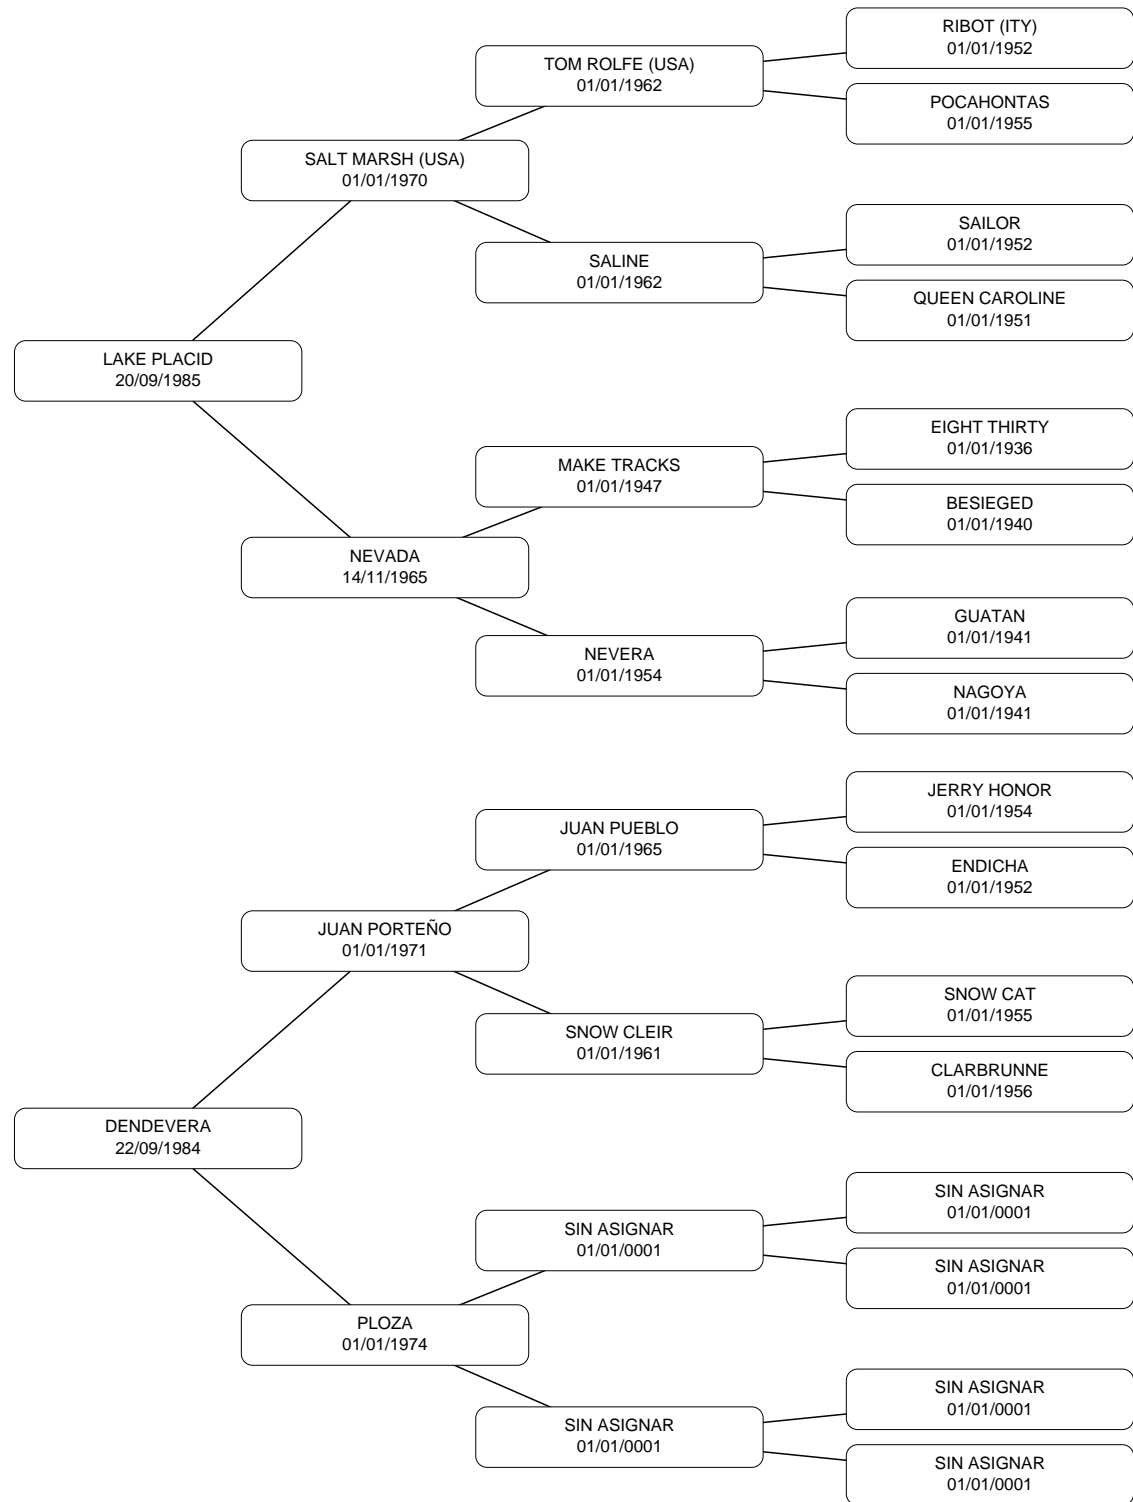 RIBOT (ITY)
01/01/1952
TOM ROLFE (USA)
01/01/1962
POCAHONTAS
01/01/1955
SALT MARSH (USA)
01/01/1970
SAILOR
01/01/1952
SALINE
01/01/1962
QUEEN CAROLINE
01/01/1951
LAKE PLACID
20/09/1985
EIGHT THIRTY
01/01/1936
MAKE TRACKS
01/01/1947
BESIEGED
01/01/1940
NEVADA
14/11/1965
GUATAN
01/01/1941
NEVERA
01/01/1954
NAGOYA
01/01/1941
JERRY HONOR
01/01/1954
JUAN PUEBLO
01/01/1965
ENDICHA
01/01/1952
JUAN PORTEÑO
01/01/1971
SNOW CAT
01/01/1955
SNOW CLEIR
01/01/1961
CLARBRUNNE
01/01/1956
DENDEVERA
22/09/1984
SIN ASIGNAR
01/01/0001
SIN ASIGNAR
01/01/0001
SIN ASIGNAR
01/01/0001
PLOZA
01/01/1974
SIN ASIGNAR
01/01/0001
SIN ASIGNAR
01/01/0001
SIN ASIGNAR
01/01/0001